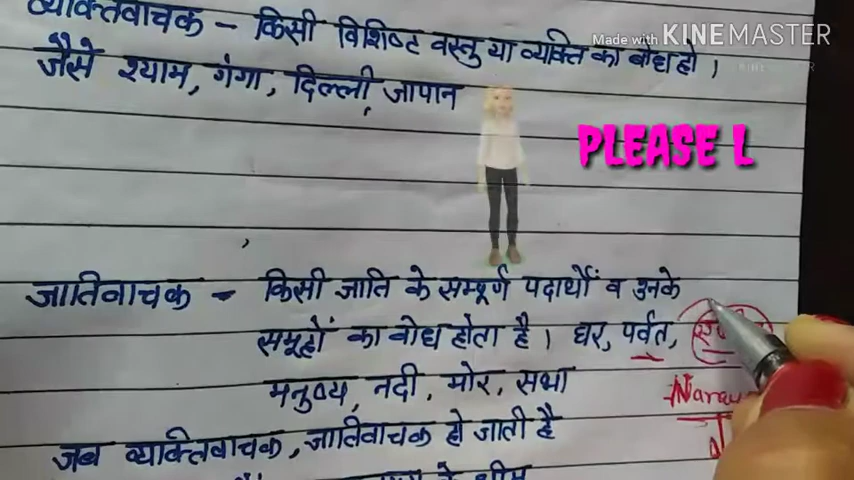 Made with KINEMASTER
व्यक्तिवाचक - किसी विशिष्ट वस्तु या व्यक्ति का बोध हो ।
जैसे श्याम, गंगा, दिल्ली, जापान
PLEASE L
जातिवाचक - किसी जाति के सम्पूर्ण पदार्थों व उनके
समूहों का बोध होता है । घर, पर्वत,
मनुष्य, नदी, मोर, सभा
जब व्यक्तिवाचक, जातिवाचक हो जाती है